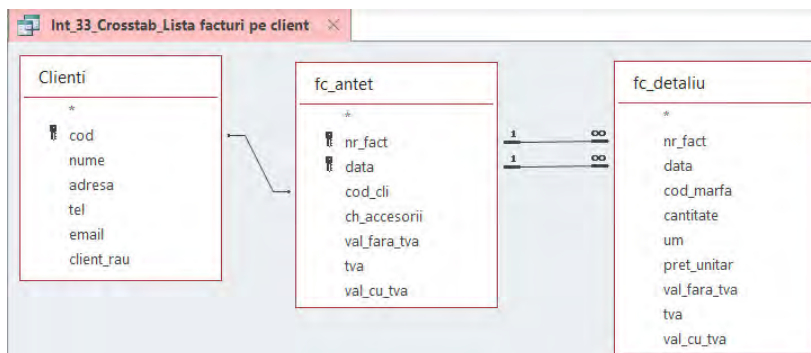 Int_33_Crosstab_Lista facturi pe client
Clienti
*
cod
nume
adresa
tel
email
client_rau
fc_antet
*
nr_fact
data
cod_cli
ch_accesorii
val_fara_tva
tva
val_cu_tva
1 ∞
1 ∞
fc_detaliu
*
nr_fact
data
cod_marfa
cantitate
um
pret_unitar
val_fara_tva
tva
val_cu_tva